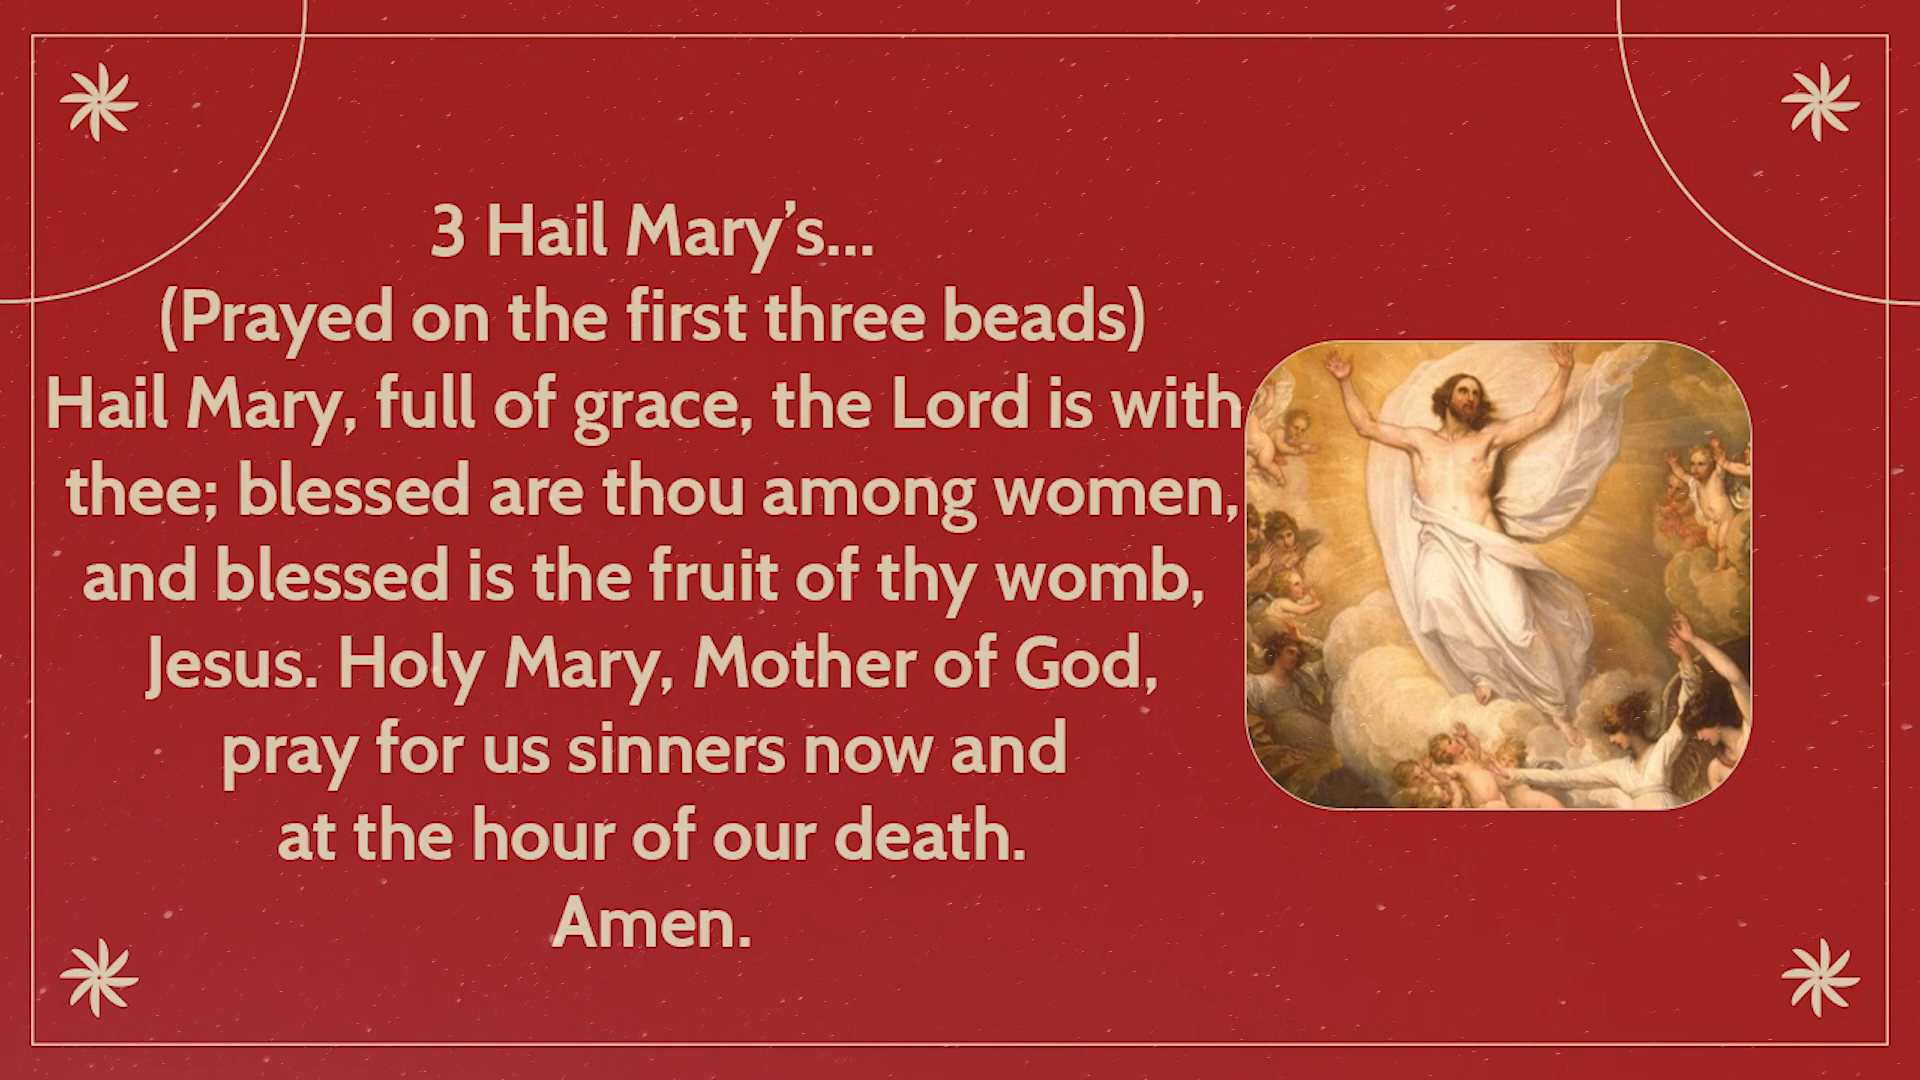 3 Hail Mary’s...
(Prayed on the first three beads)
Hail Mary, full of grace, the Lord is with
thee; blessed are thou among women,
and blessed is the fruit of thy womb,
Jesus. Holy Mary, Mother of God,
pray for us sinners now and
at the hour of our death.
Amen.